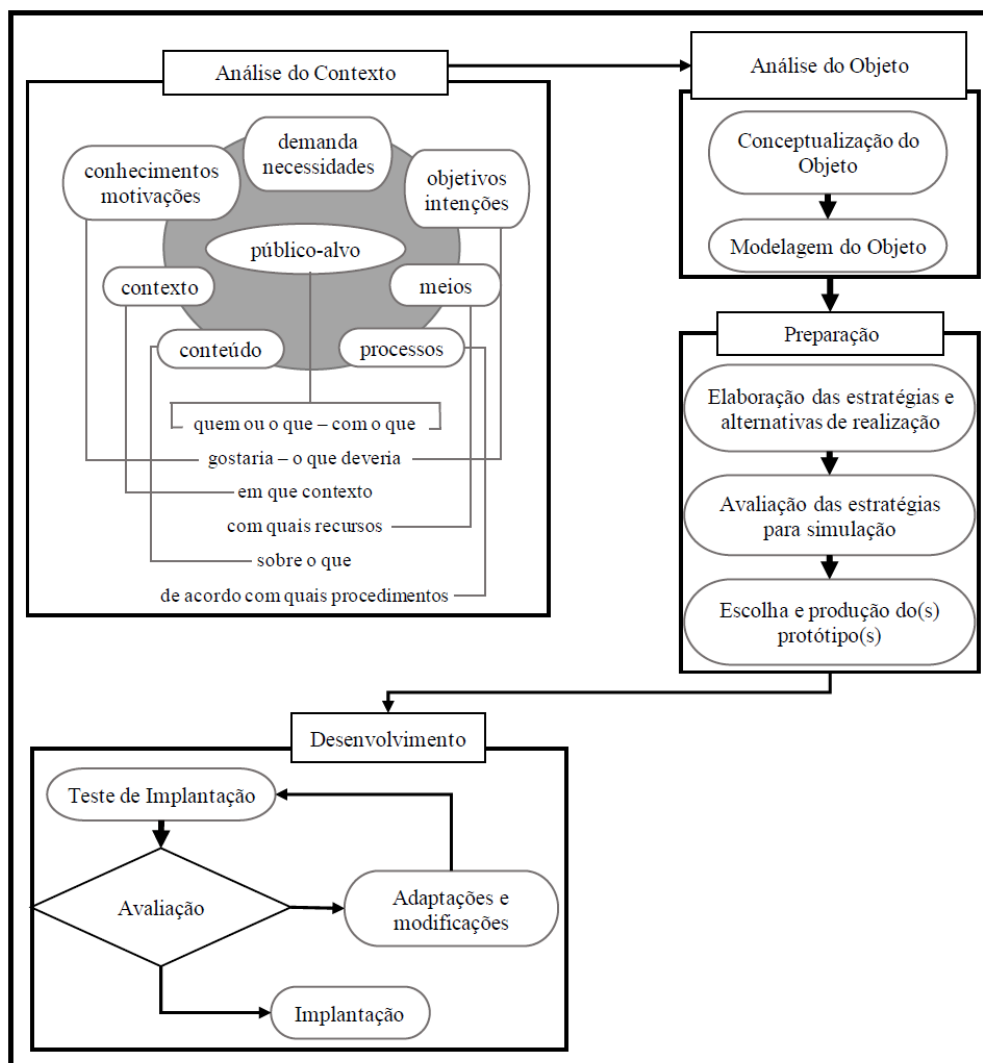 Análise do Contexto
demanda
necessidades
conhecimentos
motivações
objetivos
intenções
público-alvo
contexto
meios
conteúdo
processos
quem ou o que – com o que
gostaria – o que deveria
em que contexto
com quais recursos
sobre o que
de acordo com quais procedimentos
Análise do Objeto
Conceptualização do
Objeto
Modelagem do Objeto
Preparação
Elaboração das estratégias e
alternativas de realização
Avaliação das estratégias
para simulação
Escolha e produção do(s)
protótipo(s)
Desenvolvimento
Teste de Implantação
Avaliação
Adaptações e
modificações
Implantação